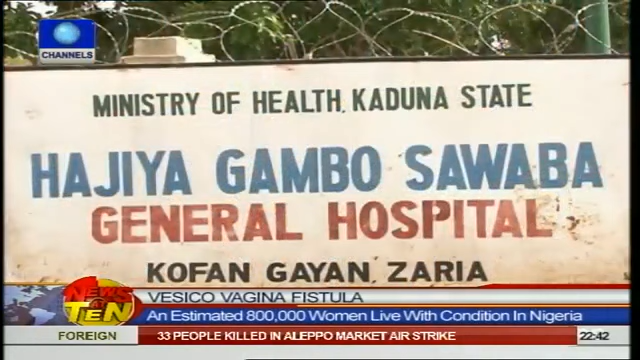 CHANNELS
MINISTRY OF HEALTH, KADUNA STATE
HAJIYA GAMBO SAWABA
GENERAL HOSPITAL
KOFAN GAYAN, ZARIA
NEWS AT TEN
VESICO VAGINA FISTULA
An Estimated 800,000 Women Live With Condition In Nigeria
FOREIGN 33 PEOPLE KILLED IN ALEPPO MARKET AIR STRIKE 22:42